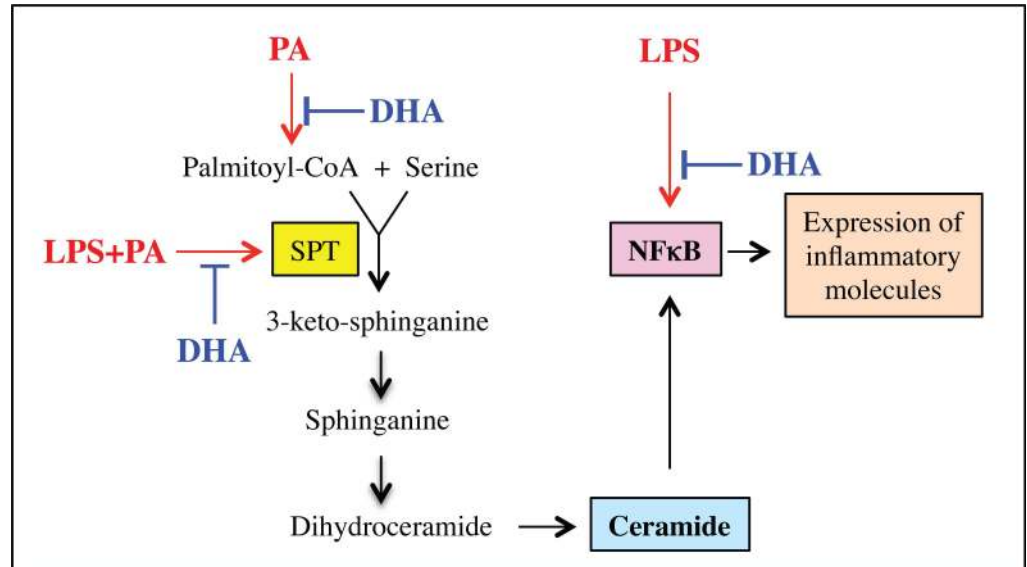 PA
LPS
DHA
DHA
Palmitoyl-CoA + Serine
LPS+PA
SPT
NFκB
Expression of
inflammatory
molecules
3-keto-sphinganine
DHA
Sphinganine
Dihydroceramide
Ceramide